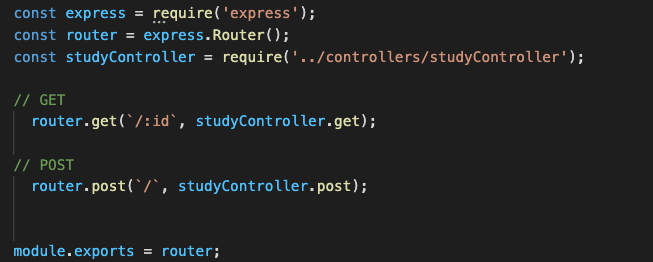 const express = require('express');
const router = express.Router();
const studyController = require('../controllers/studyController');
// GET
router.get(`/:id`, studyController.get);
// POST
router.post(`/`, studyController.post);
module.exports = router;